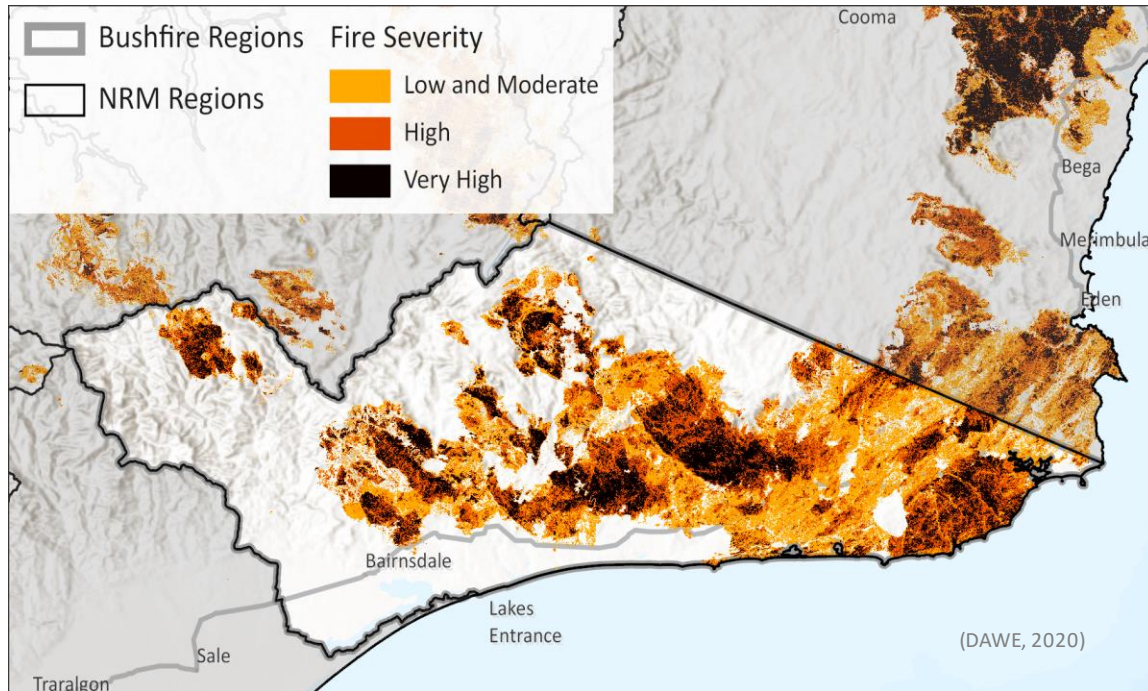 Bushfire Regions
NRM Regions
Fire Severity
Low and Moderate
High
Very High
Cooma
Bega
Merimbula
Eden
Bairnsdale
Lakes
Entrance
Sale
Traralgon
(DAWE, 2020)